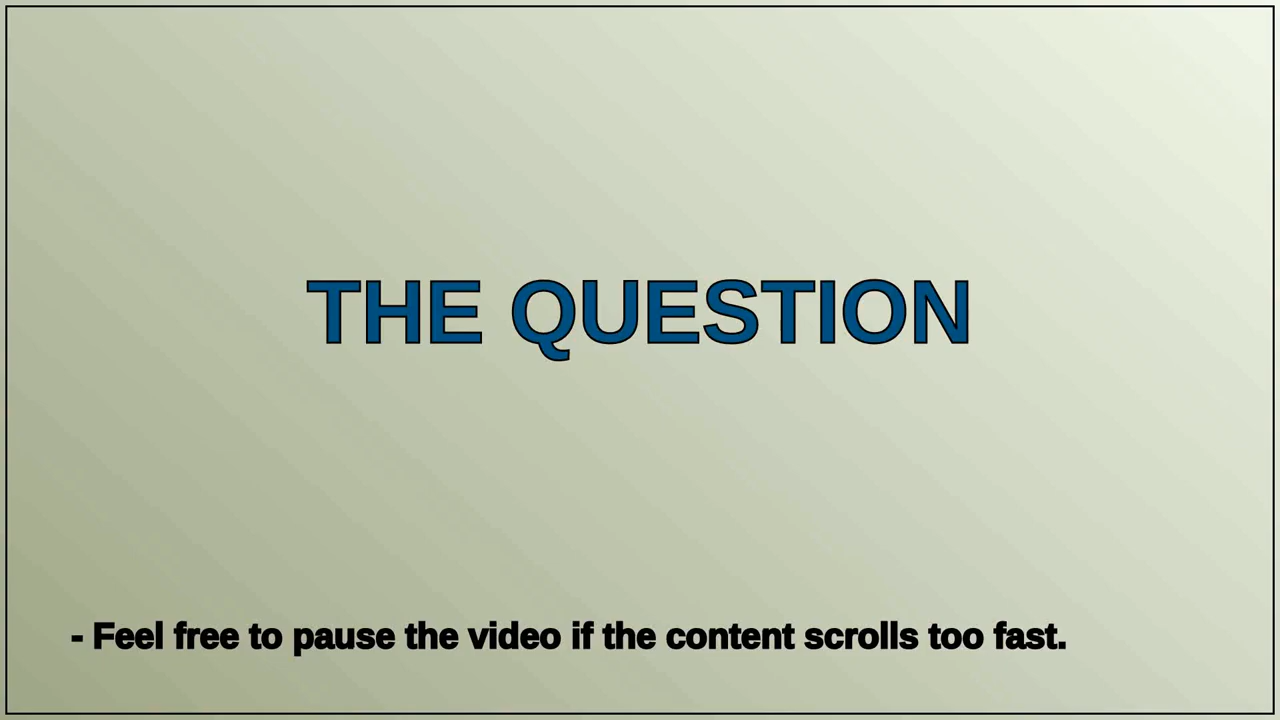 THE QUESTION
- Feel free to pause the video if the content scrolls too fast.